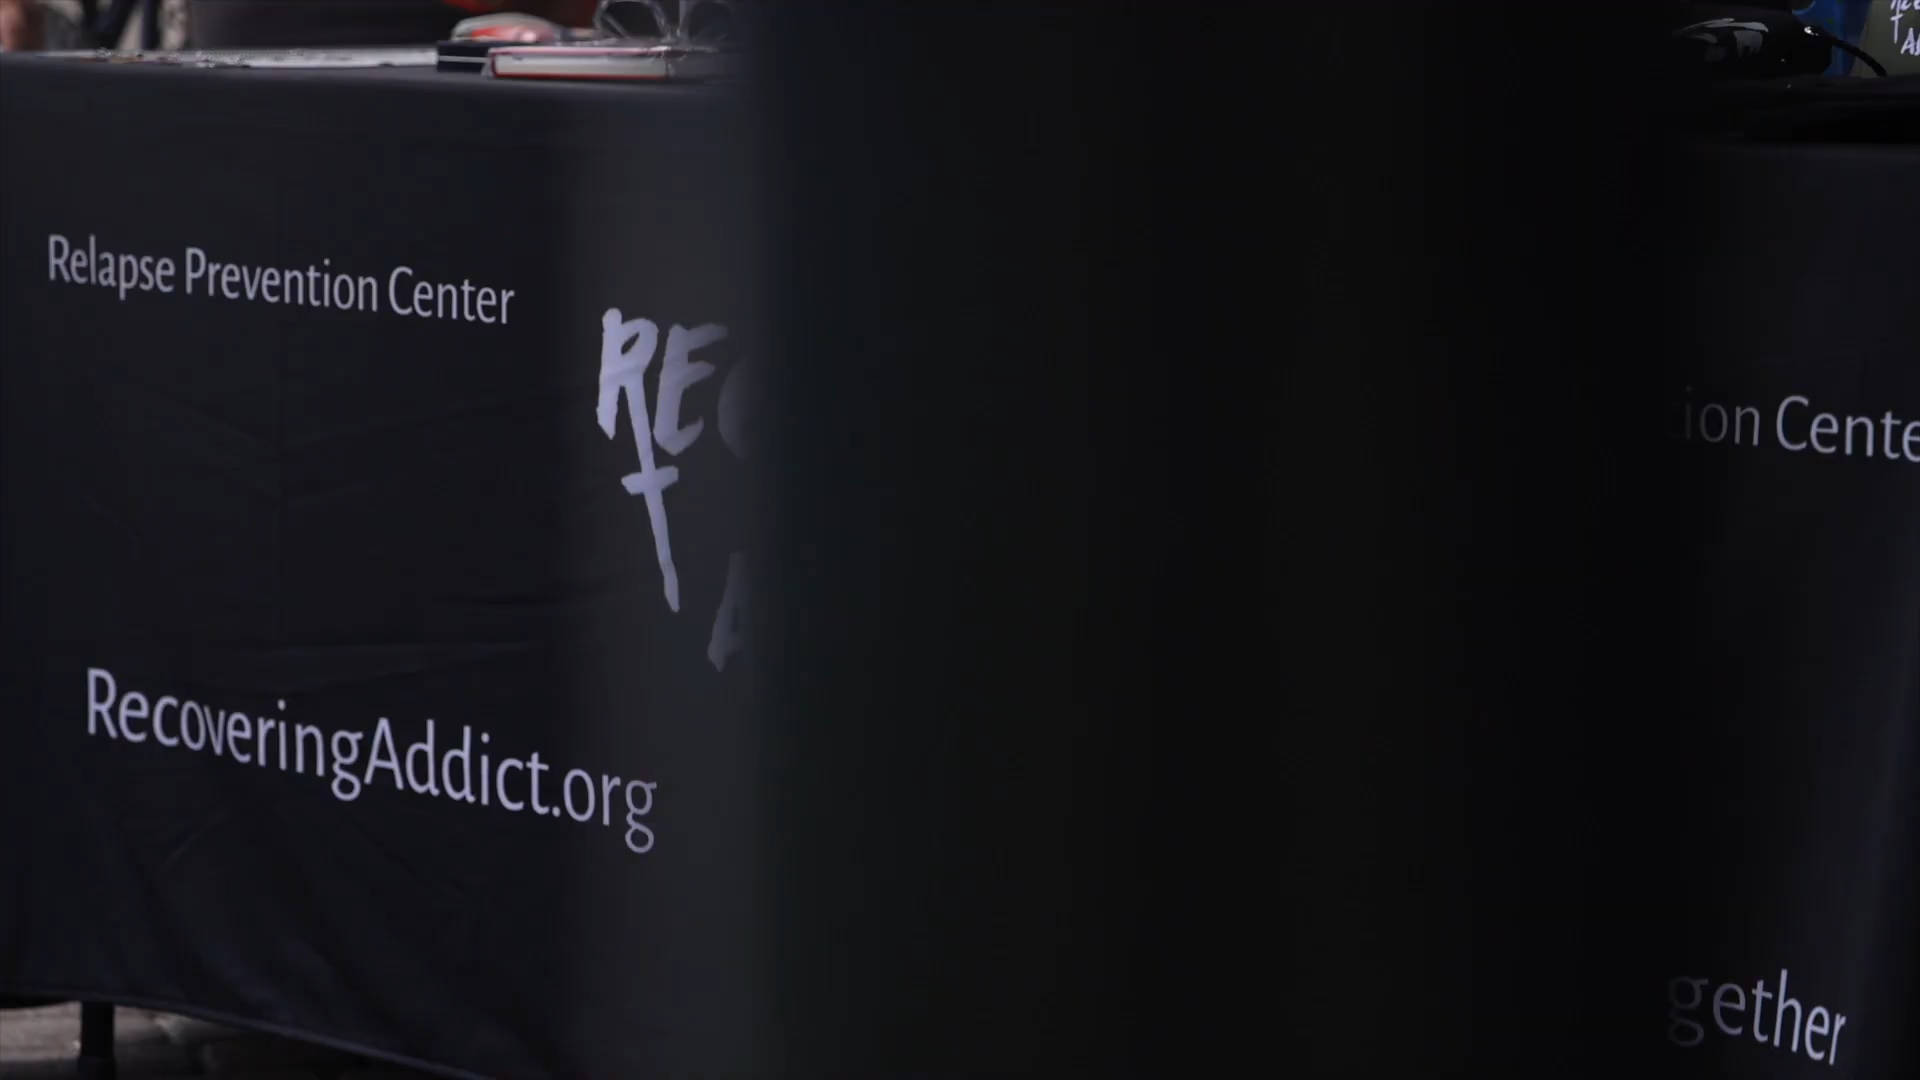 Relapse Prevention Center
RecoveringAddict.org
ion Cente
gether